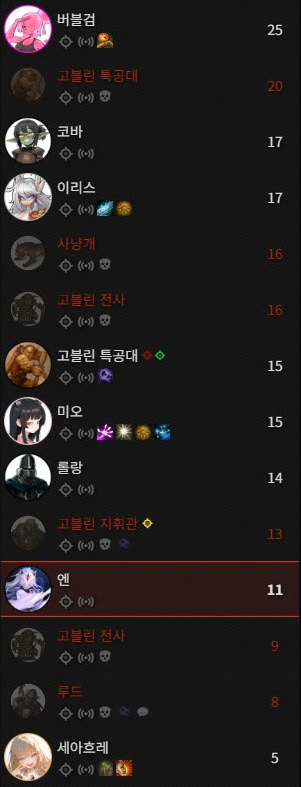 버블검 25
고블린 특공대 20
코바 17
이리스 17
사냥개 16
고블린 전사 16
고블린 특공대 15
미오 15
롤랑 14
고블린 지휘관 13
엔 11
고블린 전사 9
루드 8
세아흐레 5